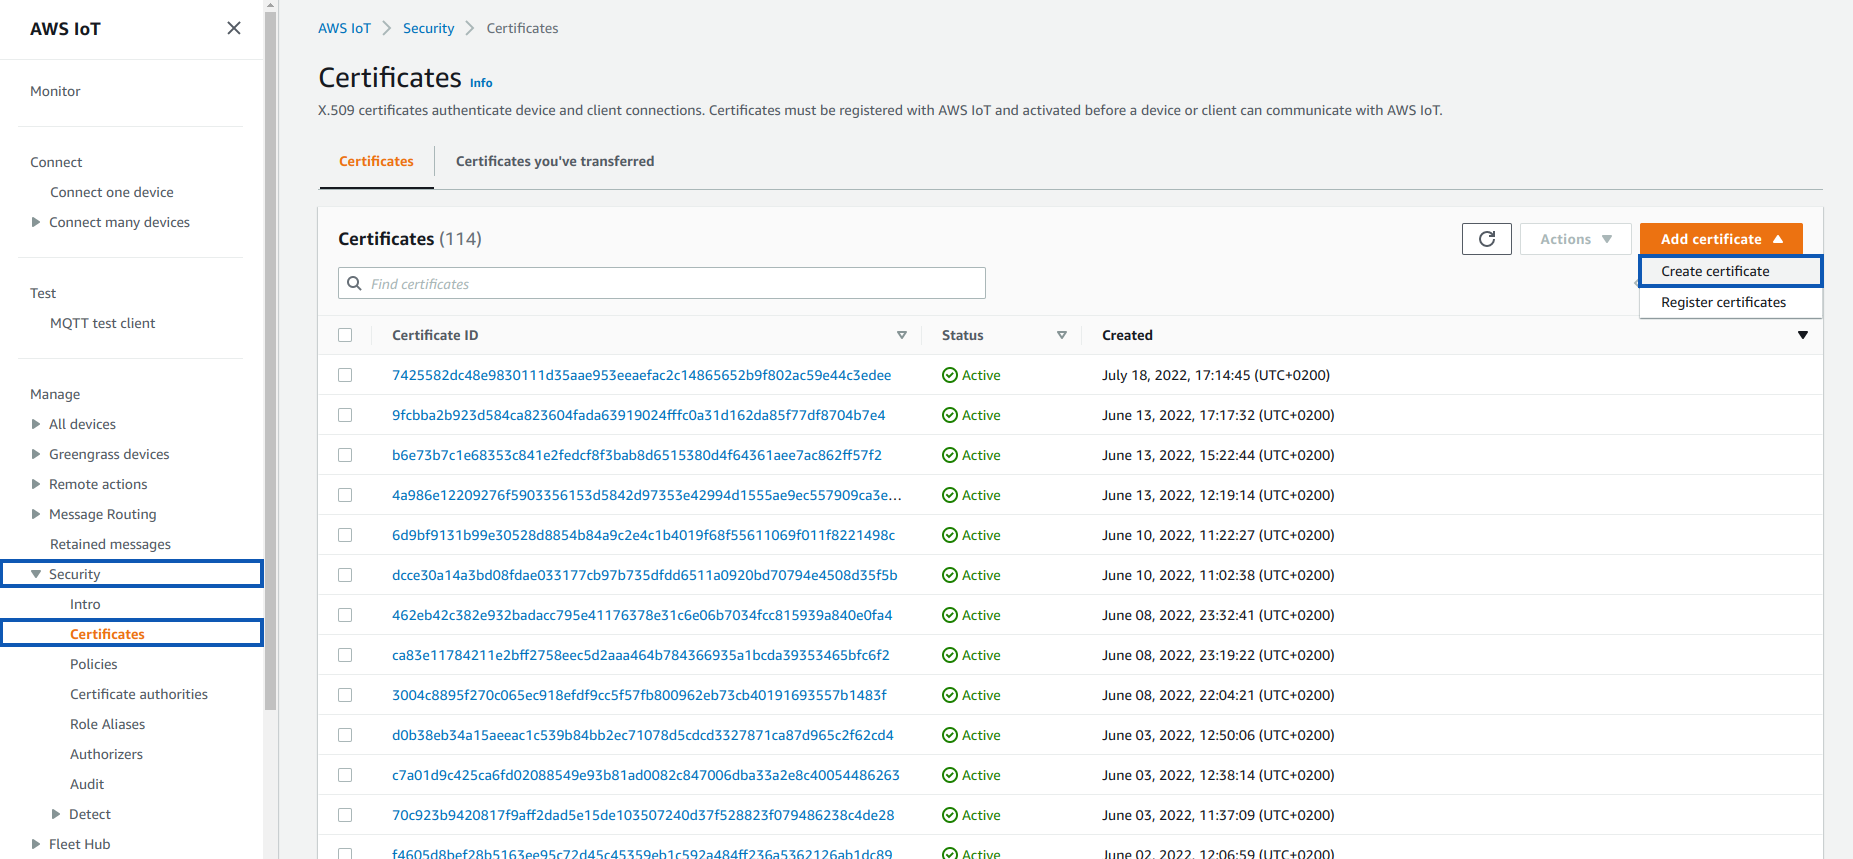 AWS IoT
Monitor
Connect
Connect one device
Connect many devices
Test
MQTT test client
Manage
All devices
Greengrass devices
Remote actions
Message Routing
Retained messages
Security
Intro
Certificates
Policies
Certificate authorities
Role Aliases
Authorizers
Audit
Detect
Fleet Hub
AWS IoT Security Certificates
Certificates Info
X.509 certificates authenticate device and client connections. Certificates must be registered with AWS IoT and activated before a device or client can communicate with AWS IoT.
Certificates Certificates you've transferred
Certificates (114)
Actions Add certificate
Create certificate
Register certificates
Find certificates
Certificate ID Status Created
7425582dc48e9830111d35aae953eeaefac2c14865652b9f802ac59e44c3edee Active July 18, 2022, 17:14:45 (UTC+0200)
9fcbba2b923d584ca823604fada63919024fffc0a31d162da85f77df8704b7e4 Active June 13, 2022, 17:17:32 (UTC+0200)
b6e73b7c1e68353c841e2fedcf8f3bab8d6515380d4f64361aee7ac862ff57f2 Active June 13, 2022, 15:22:44 (UTC+0200)
4a986e12209276f5903356153d5842d97353e42994d1555ae9ec557909ca3e... Active June 13, 2022, 12:19:14 (UTC+0200)
6d9bf9131b99e30528d8854b84a9c2e4c1b4019f68f55611069f011f8221498c Active June 10, 2022, 11:22:27 (UTC+0200)
dcce30a14a3bd08fdae033177cb97b735dfdd6511a0920bd70794e4508d35f5b Active June 10, 2022, 11:02:38 (UTC+0200)
462eb42c382e932badacc795e41176378e31c6e06b7034fcc815939a840e0fa4 Active June 08, 2022, 23:32:41 (UTC+0200)
ca83e11784211e2bff2758eec5d2aaa464b784366935a1bcda39353465bfc6f2 Active June 08, 2022, 23:19:22 (UTC+0200)
3004c8895f270c065ec918efdf9cc5f57fb800962eb73cb40191693557b1483f Active June 08, 2022, 22:04:21 (UTC+0200)
d0b38eb34a15aeeac1c539b84bb2ec71078d5cdcd3327871ca87d965c2f62cd4 Active June 03, 2022, 12:50:06 (UTC+0200)
c7a01d9c425ca6fd02088549e93b81ad0082c847006dba33a2e8c40054486263 Active June 03, 2022, 12:38:14 (UTC+0200)
70c923b9420817f9aff2dad5e15de103507240d37f528823f079486238c4de28 Active June 03, 2022, 11:37:09 (UTC+0200)
f4605d8bef28b5163ee95c72d45c45359eb1c592a484ff236a5362126ab1dc89 Active June 02, 2022, 12:06:59 (UTC+0200)